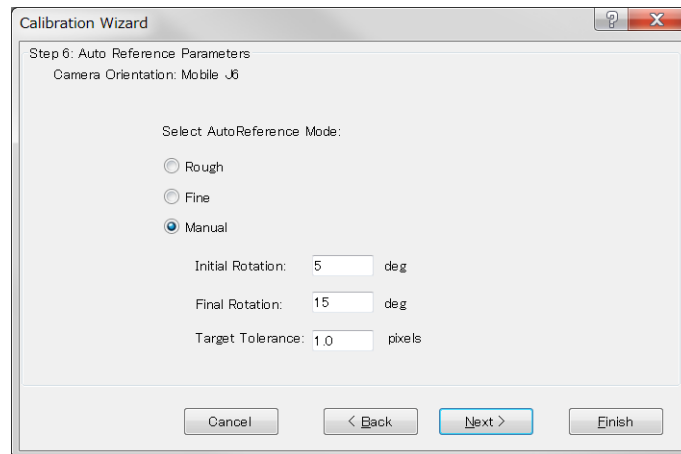 Calibration Wizard
Step 6: Auto Reference Parameters
Camera Orientation: Mobile J6
Select AutoReference Mode:
Rough
Fine
Manual
Initial Rotation: 5 deg
Final Rotation: 15 deg
Target Tolerance: 1.0 pixels
Cancel < Back Next > Finish